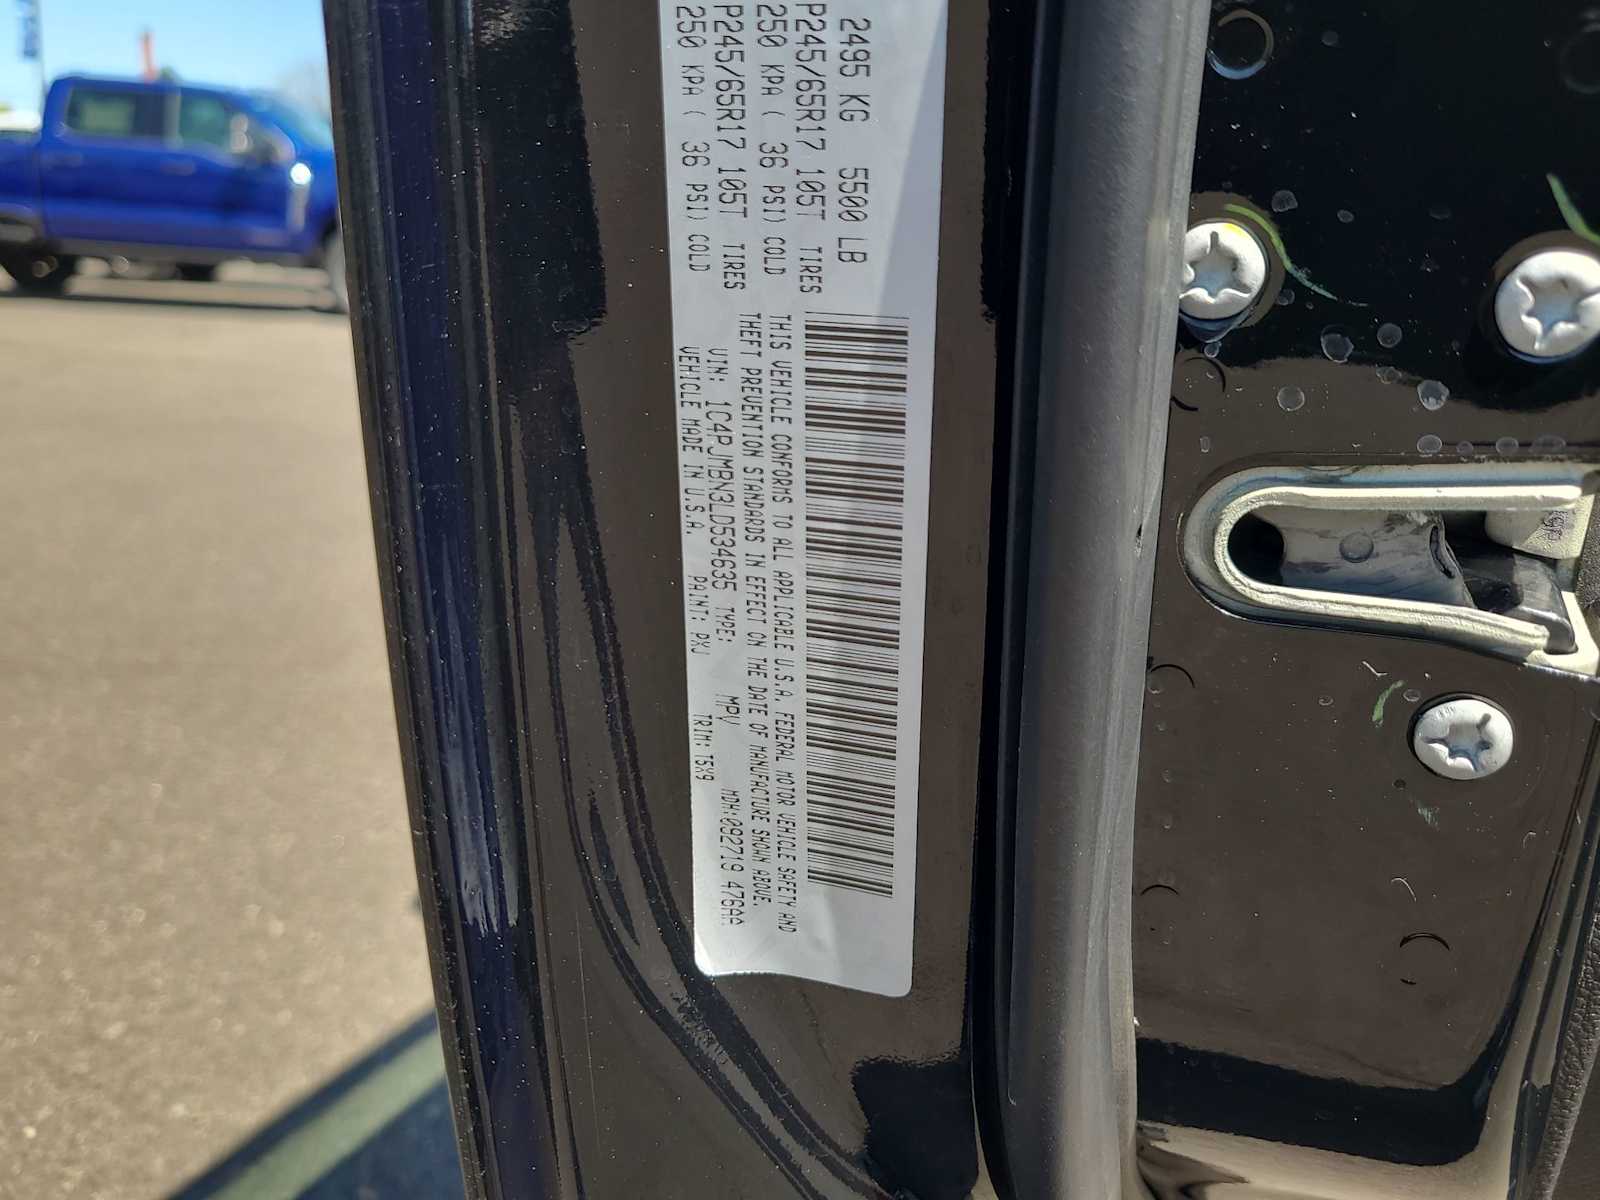 2495 KG 5500 LB
P245/65R17 105T TIRES
250 KPA ( 36 PSI) COLD
P245/65R17 105T TIRES
250 KPA ( 36 PSI) COLD
THIS VEHICLE CONFORMS TO ALL APPLICABLE U.S.A. FEDERAL MOTOR VEHICLE SAFETY AND
THEFT PREVENTION STANDARDS IN EFFECT ON THE DATE OF MANUFACTURE SHOWN ABOVE.
VIN: 1C4PJMBN3LD534635 TYPE: MPV MDH:092719 476AA
VEHICLE MADE IN U.S.A. PAINT: PXJ TRIM: T5X9